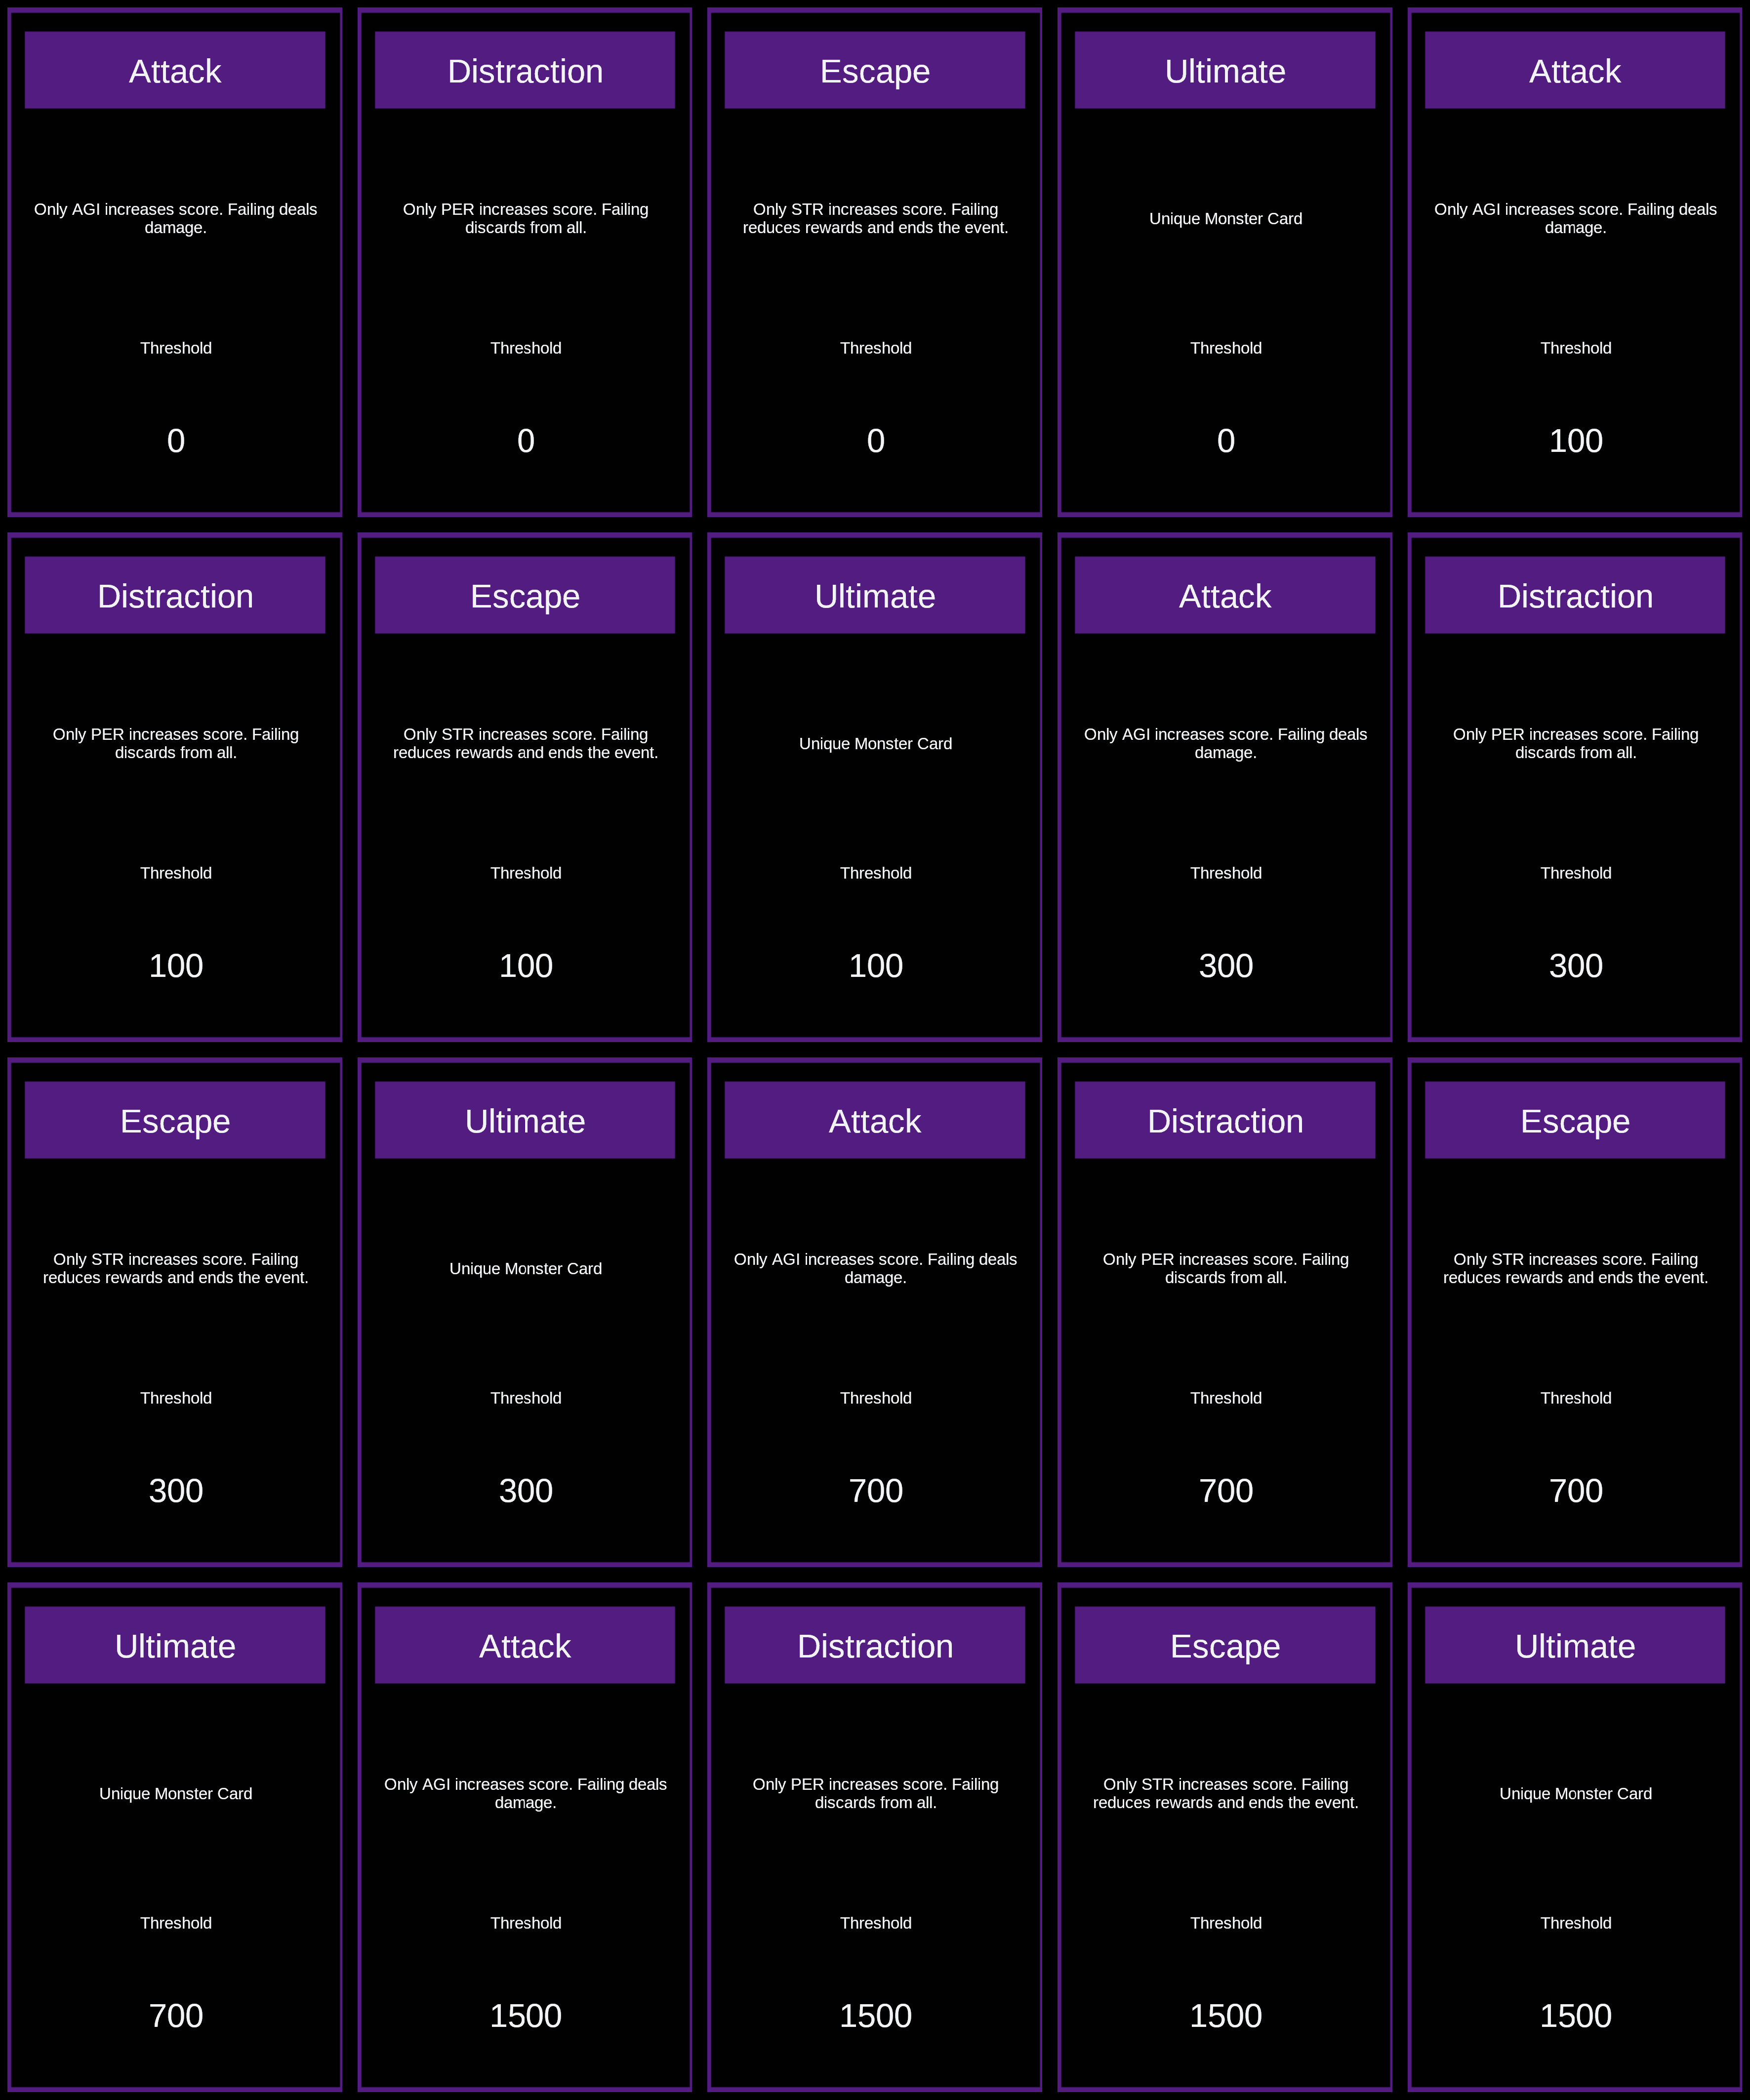 Attack
Only AGI increases score. Failing deals
damage.
Threshold
0
Distraction
Only PER increases score. Failing
discards from all.
Threshold
0
Escape
Only STR increases score. Failing
reduces rewards and ends the event.
Threshold
0
Ultimate
Unique Monster Card
Threshold
0
Attack
Only AGI increases score. Failing deals
damage.
Threshold
100
Distraction
Only PER increases score. Failing
discards from all.
Threshold
100
Escape
Only STR increases score. Failing
reduces rewards and ends the event.
Threshold
100
Ultimate
Unique Monster Card
Threshold
100
Attack
Only AGI increases score. Failing deals
damage.
Threshold
300
Distraction
Only PER increases score. Failing
discards from all.
Threshold
300
Escape
Only STR increases score. Failing
reduces rewards and ends the event.
Threshold
300
Ultimate
Unique Monster Card
Threshold
300
Attack
Only AGI increases score. Failing deals
damage.
Threshold
700
Distraction
Only PER increases score. Failing
discards from all.
Threshold
700
Escape
Only STR increases score. Failing
reduces rewards and ends the event.
Threshold
700
Ultimate
Unique Monster Card
Threshold
700
Attack
Only AGI increases score. Failing deals
damage.
Threshold
1500
Distraction
Only PER increases score. Failing
discards from all.
Threshold
1500
Escape
Only STR increases score. Failing
reduces rewards and ends the event.
Threshold
1500
Ultimate
Unique Monster Card
Threshold
1500